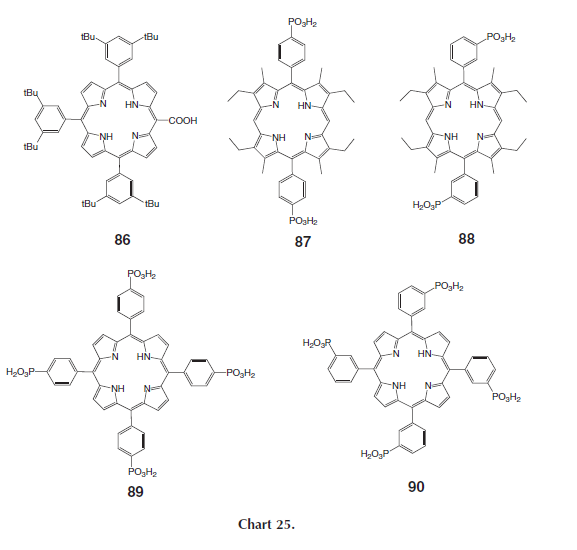 PO₃H₂
PO₃H₂
tBu tBu
tBu
N HN
N HN
N HN
COOH
NH N
NH N
NH N
tBu
tBu tBu
H₂O₃P
PO₃H₂
86
87
88
PO₃H₂
PO₃H₂
H₂O₃P
N HN
N HN
H₂O₃P
PO₃H₂
NH N
NH N
PO₃H₂
H₂O₃P
PO₃H₂
89
90
Chart 25.